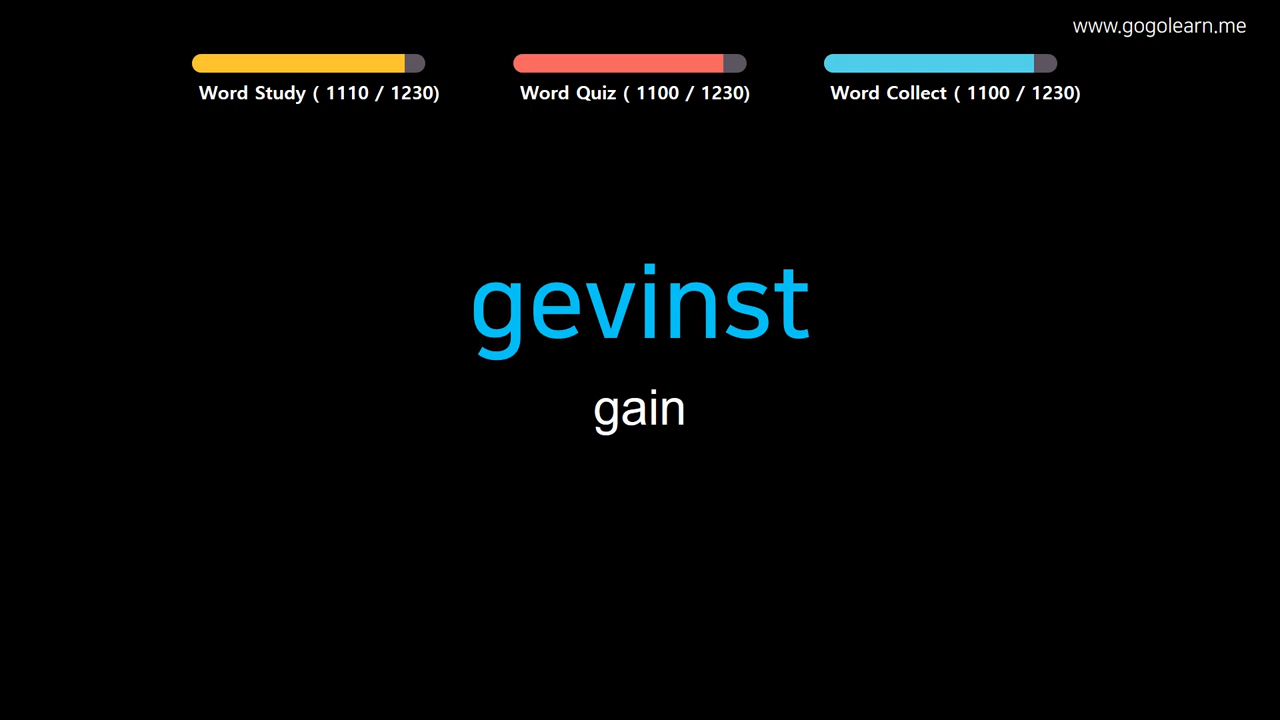 www.gogolearn.me
Word Study ( 1110 / 1230)
Word Quiz ( 1100 / 1230)
Word Collect ( 1100 / 1230)
gevinst
gain